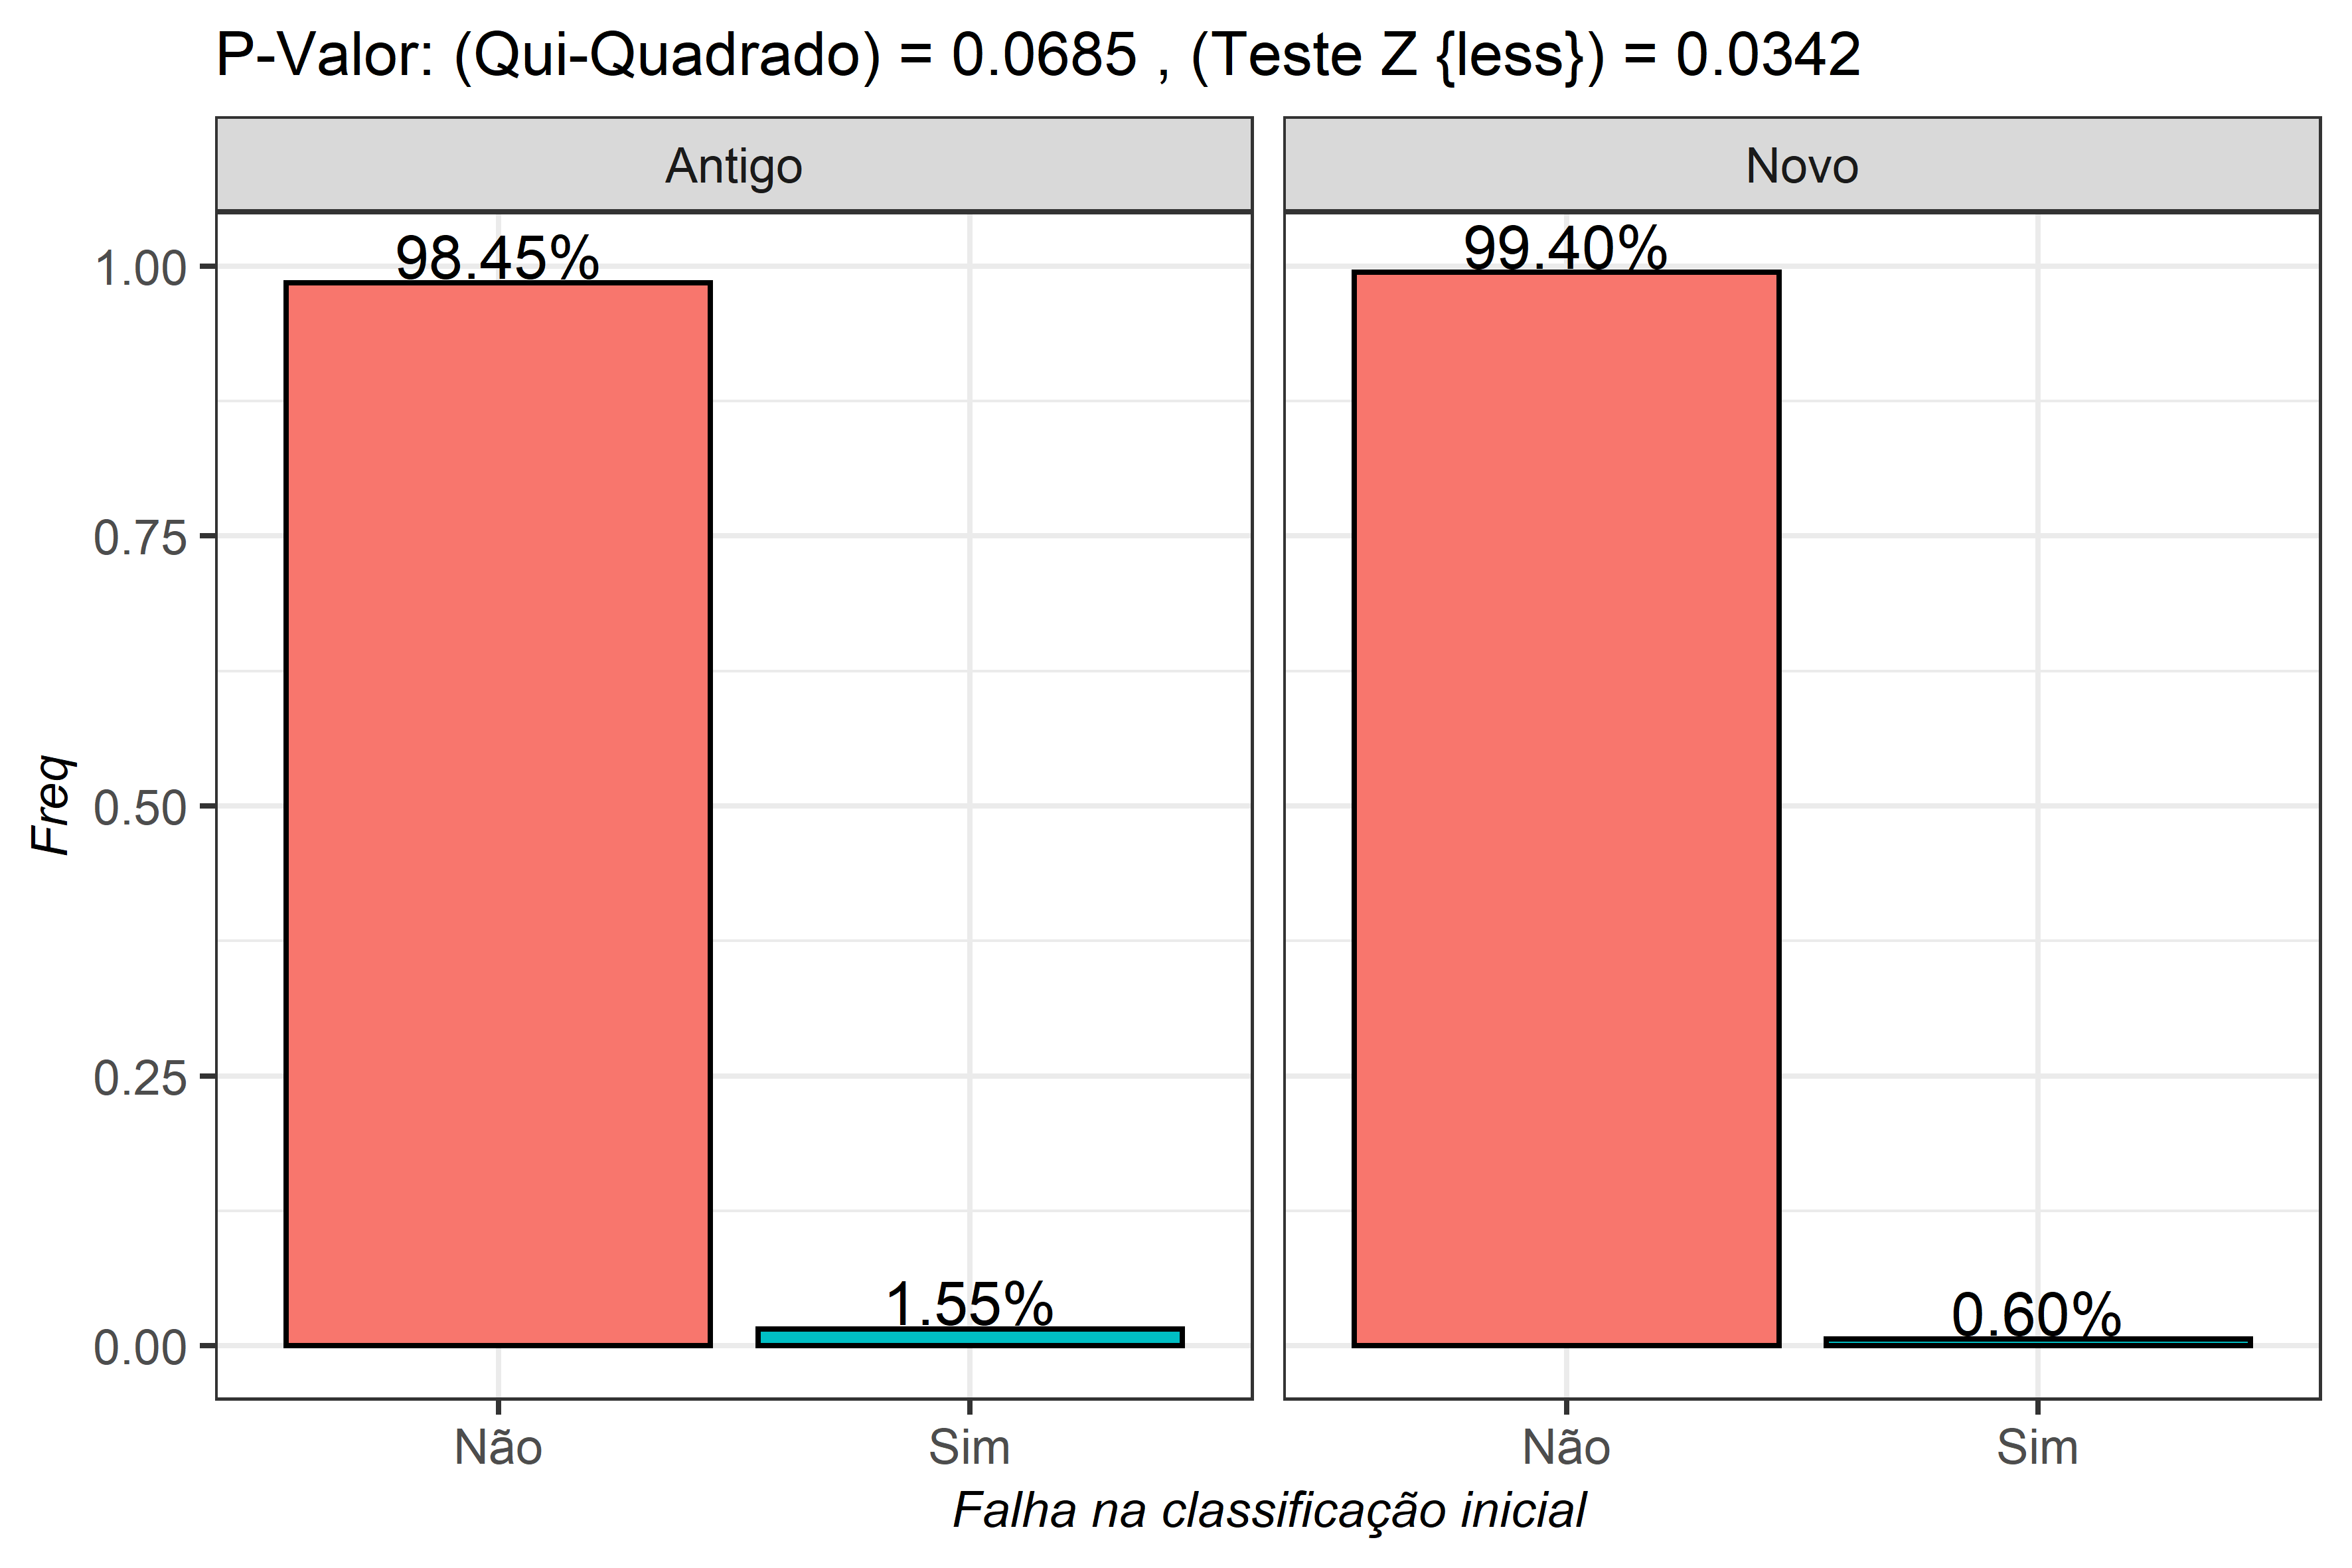 P-Valor: (Qui-Quadrado) = 0.0685 , (Teste Z {less}) = 0.0342
Antigo
Novo
98.45%
99.40%
1.00
0.75
0.50
0.25
0.00
Freq
1.55%
0.60%
Não
Sim
Não
Sim
Falha na classificação inicial